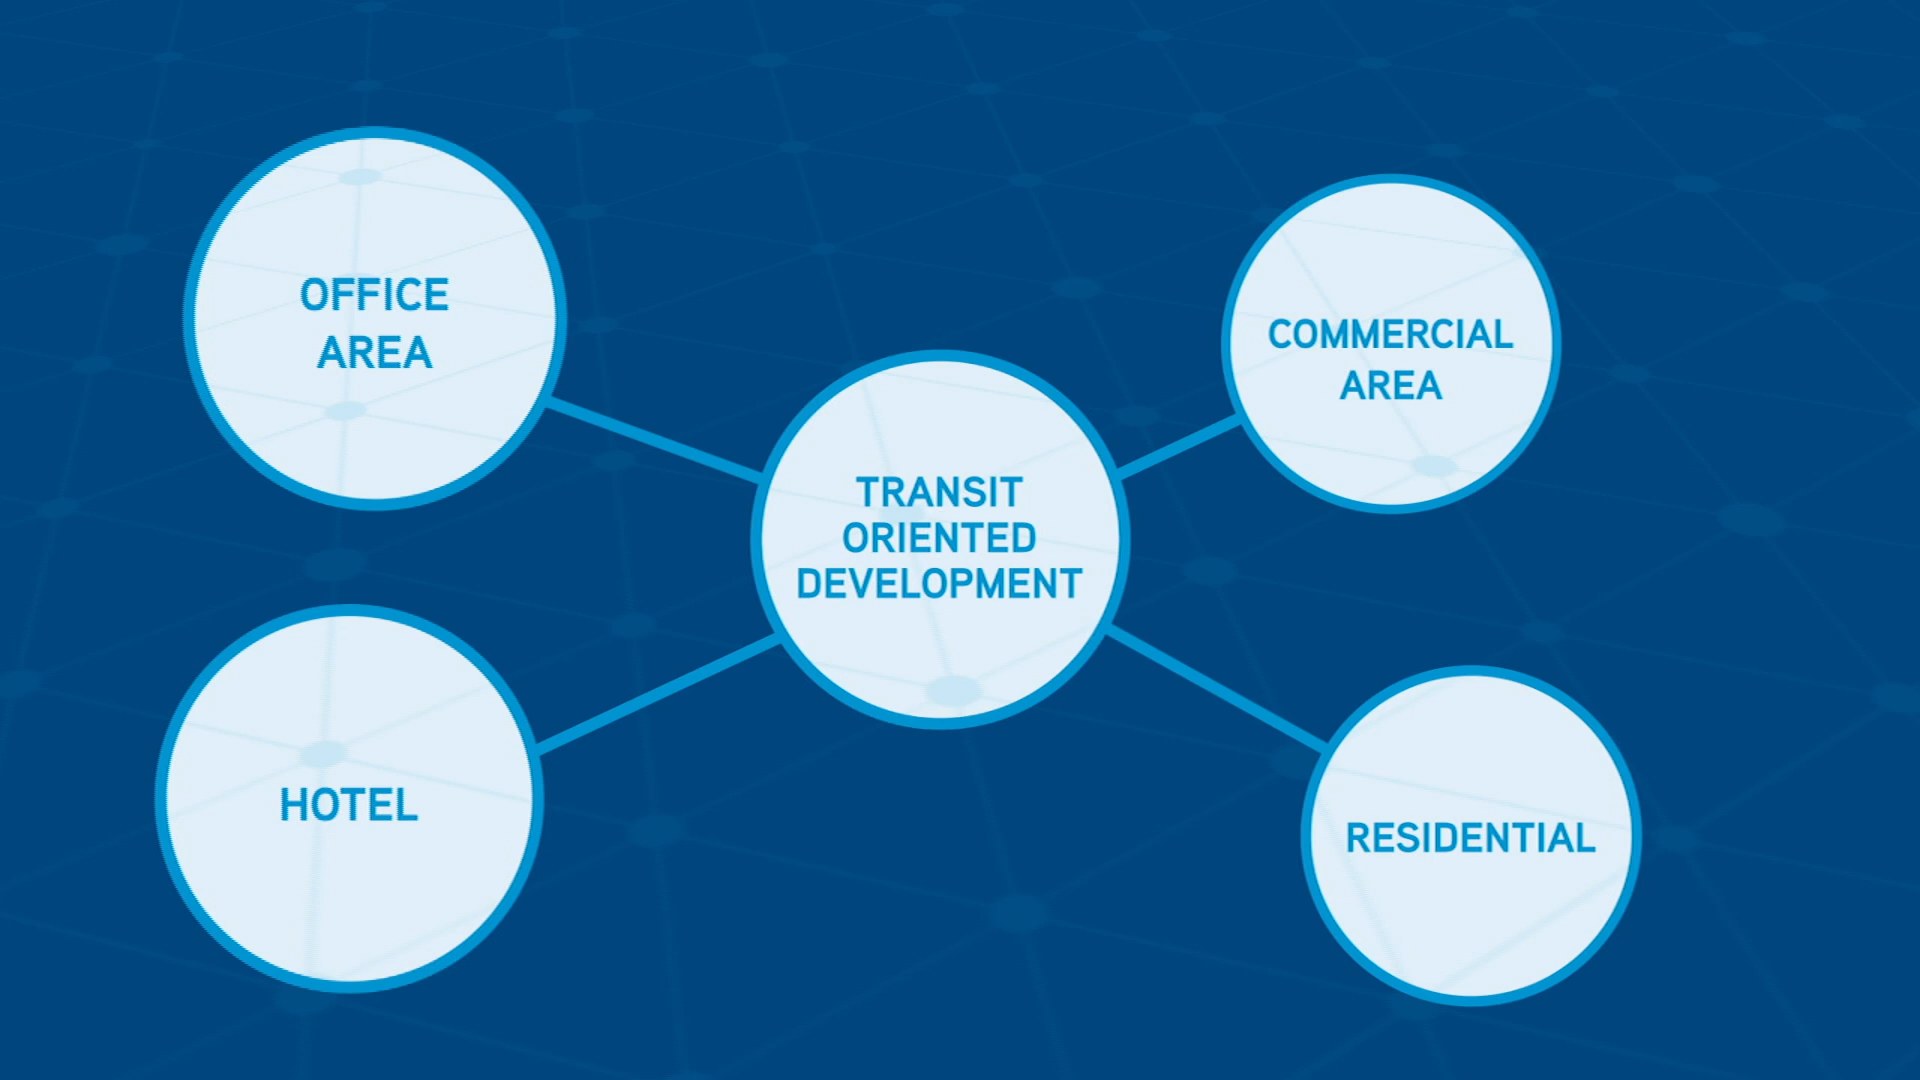 OFFICE
AREA
COMMERCIAL
AREA
TRANSIT
ORIENTED
DEVELOPMENT
HOTEL
RESIDENTIAL